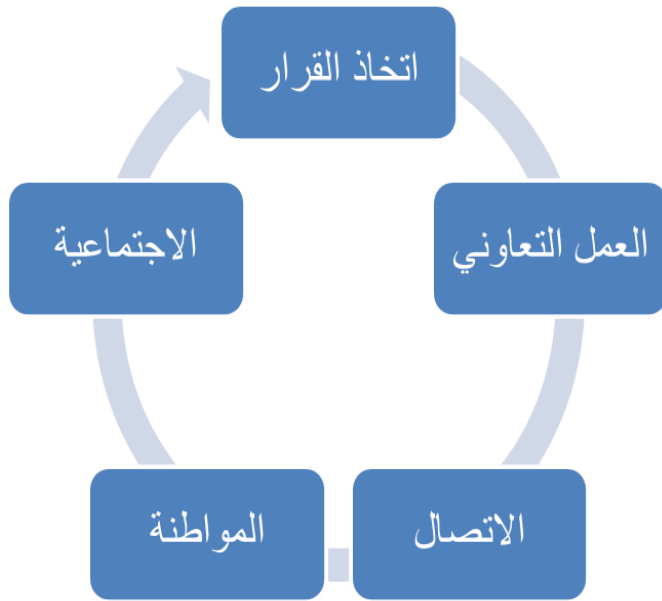 اتخاذ القرار
العمل التعاوني
الاتصال
المواطنة
الاجتماعية